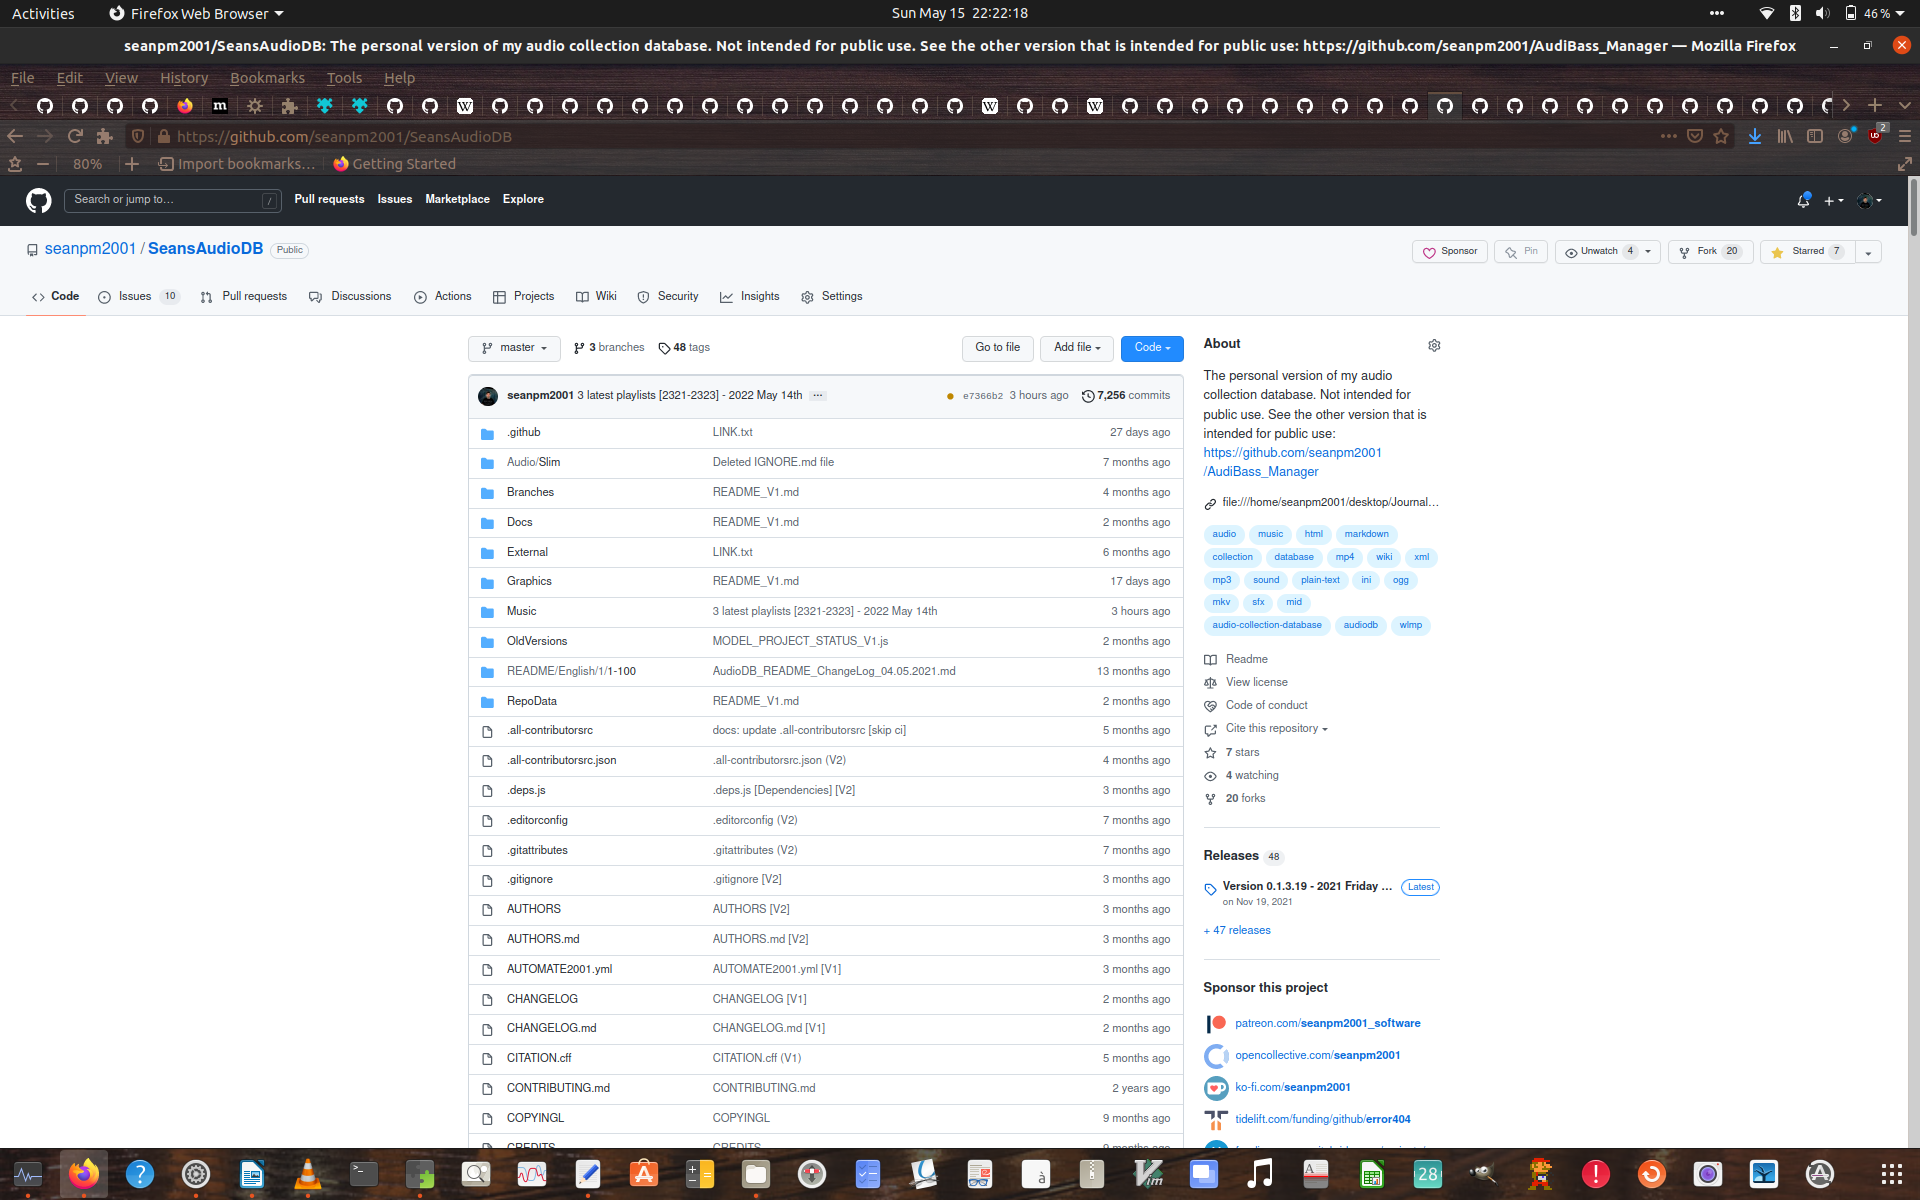 Activities
Firefox Web Browser
Sun May 15 22:22:18
46 %
seanpm2001/SeansAudioDB: The personal version of my audio collection database. Not intended for public use. See the other version that is intended for public use: https://github.com/seanpm2001/AudiBass_Manager — Mozilla Firefox
File Edit View History Bookmarks Tools Help
https://github.com/seanpm2001/SeansAudioDB
2
80%
Import bookmarks…
Getting Started
Search or jump to…
/
Pull requests Issues Marketplace Explore
seanpm2001 / SeansAudioDB Public
Sponsor Pin Unwatch 4 Fork 20 Starred 7
Code Issues 10 Pull requests Discussions Actions Projects Wiki Security Insights Settings
master 3 branches 48 tags Go to file Add file Code
seanpm2001 3 latest playlists [2321-2323] - 2022 May 14th … e7366b2 3 hours ago 7,256 commits
.github LINK.txt 27 days ago
Audio/Slim Deleted IGNORE.md file 7 months ago
Branches README_V1.md 4 months ago
Docs README_V1.md 2 months ago
External LINK.txt 6 months ago
Graphics README_V1.md 17 days ago
Music 3 latest playlists [2321-2323] - 2022 May 14th 3 hours ago
OldVersions MODEL_PROJECT_STATUS_V1.js 2 months ago
README/English/1/1-100 AudioDB_README_ChangeLog_04.05.2021.md 13 months ago
RepoData README_V1.md 2 months ago
.all-contributorsrc docs: update .all-contributorsrc [skip ci] 5 months ago
.all-contributorsrc.json .all-contributorsrc.json (V2) 4 months ago
.deps.js .deps.js [Dependencies] [V2] 3 months ago
.editorconfig .editorconfig (V2) 7 months ago
.gitattributes .gitattributes (V2) 7 months ago
.gitignore .gitignore [V2] 3 months ago
AUTHORS AUTHORS [V2] 3 months ago
AUTHORS.md AUTHORS.md [V2] 3 months ago
AUTOMATE2001.yml AUTOMATE2001.yml [V1] 3 months ago
CHANGELOG CHANGELOG [V1] 2 months ago
CHANGELOG.md CHANGELOG.md [V1] 2 months ago
CITATION.cff CITATION.cff (V1) 5 months ago
CONTRIBUTING.md CONTRIBUTING.md 2 years ago
COPYINGL COPYINGL 9 months ago
CREDITS CREDITS 9 months ago
About
The personal version of my audio
collection database. Not intended for
public use. See the other version that is
intended for public use:
https://github.com/seanpm2001
/AudiBass_Manager
file:///home/seanpm2001/desktop/Journal…
audio music html markdown
collection database mp4 wiki xml
mp3 sound plain-text ini ogg
mkv sfx mid
audio-collection-database audiodb wlmp
Readme
View license
Code of conduct
Cite this repository
7 stars
4 watching
20 forks
Releases 48
Version 0.1.3.19 - 2021 Friday … Latest
on Nov 19, 2021
+ 47 releases
Sponsor this project
patreon.com/seanpm2001_software
opencollective.com/seanpm2001
ko-fi.com/seanpm2001
tidelift.com/funding/github/error404
28